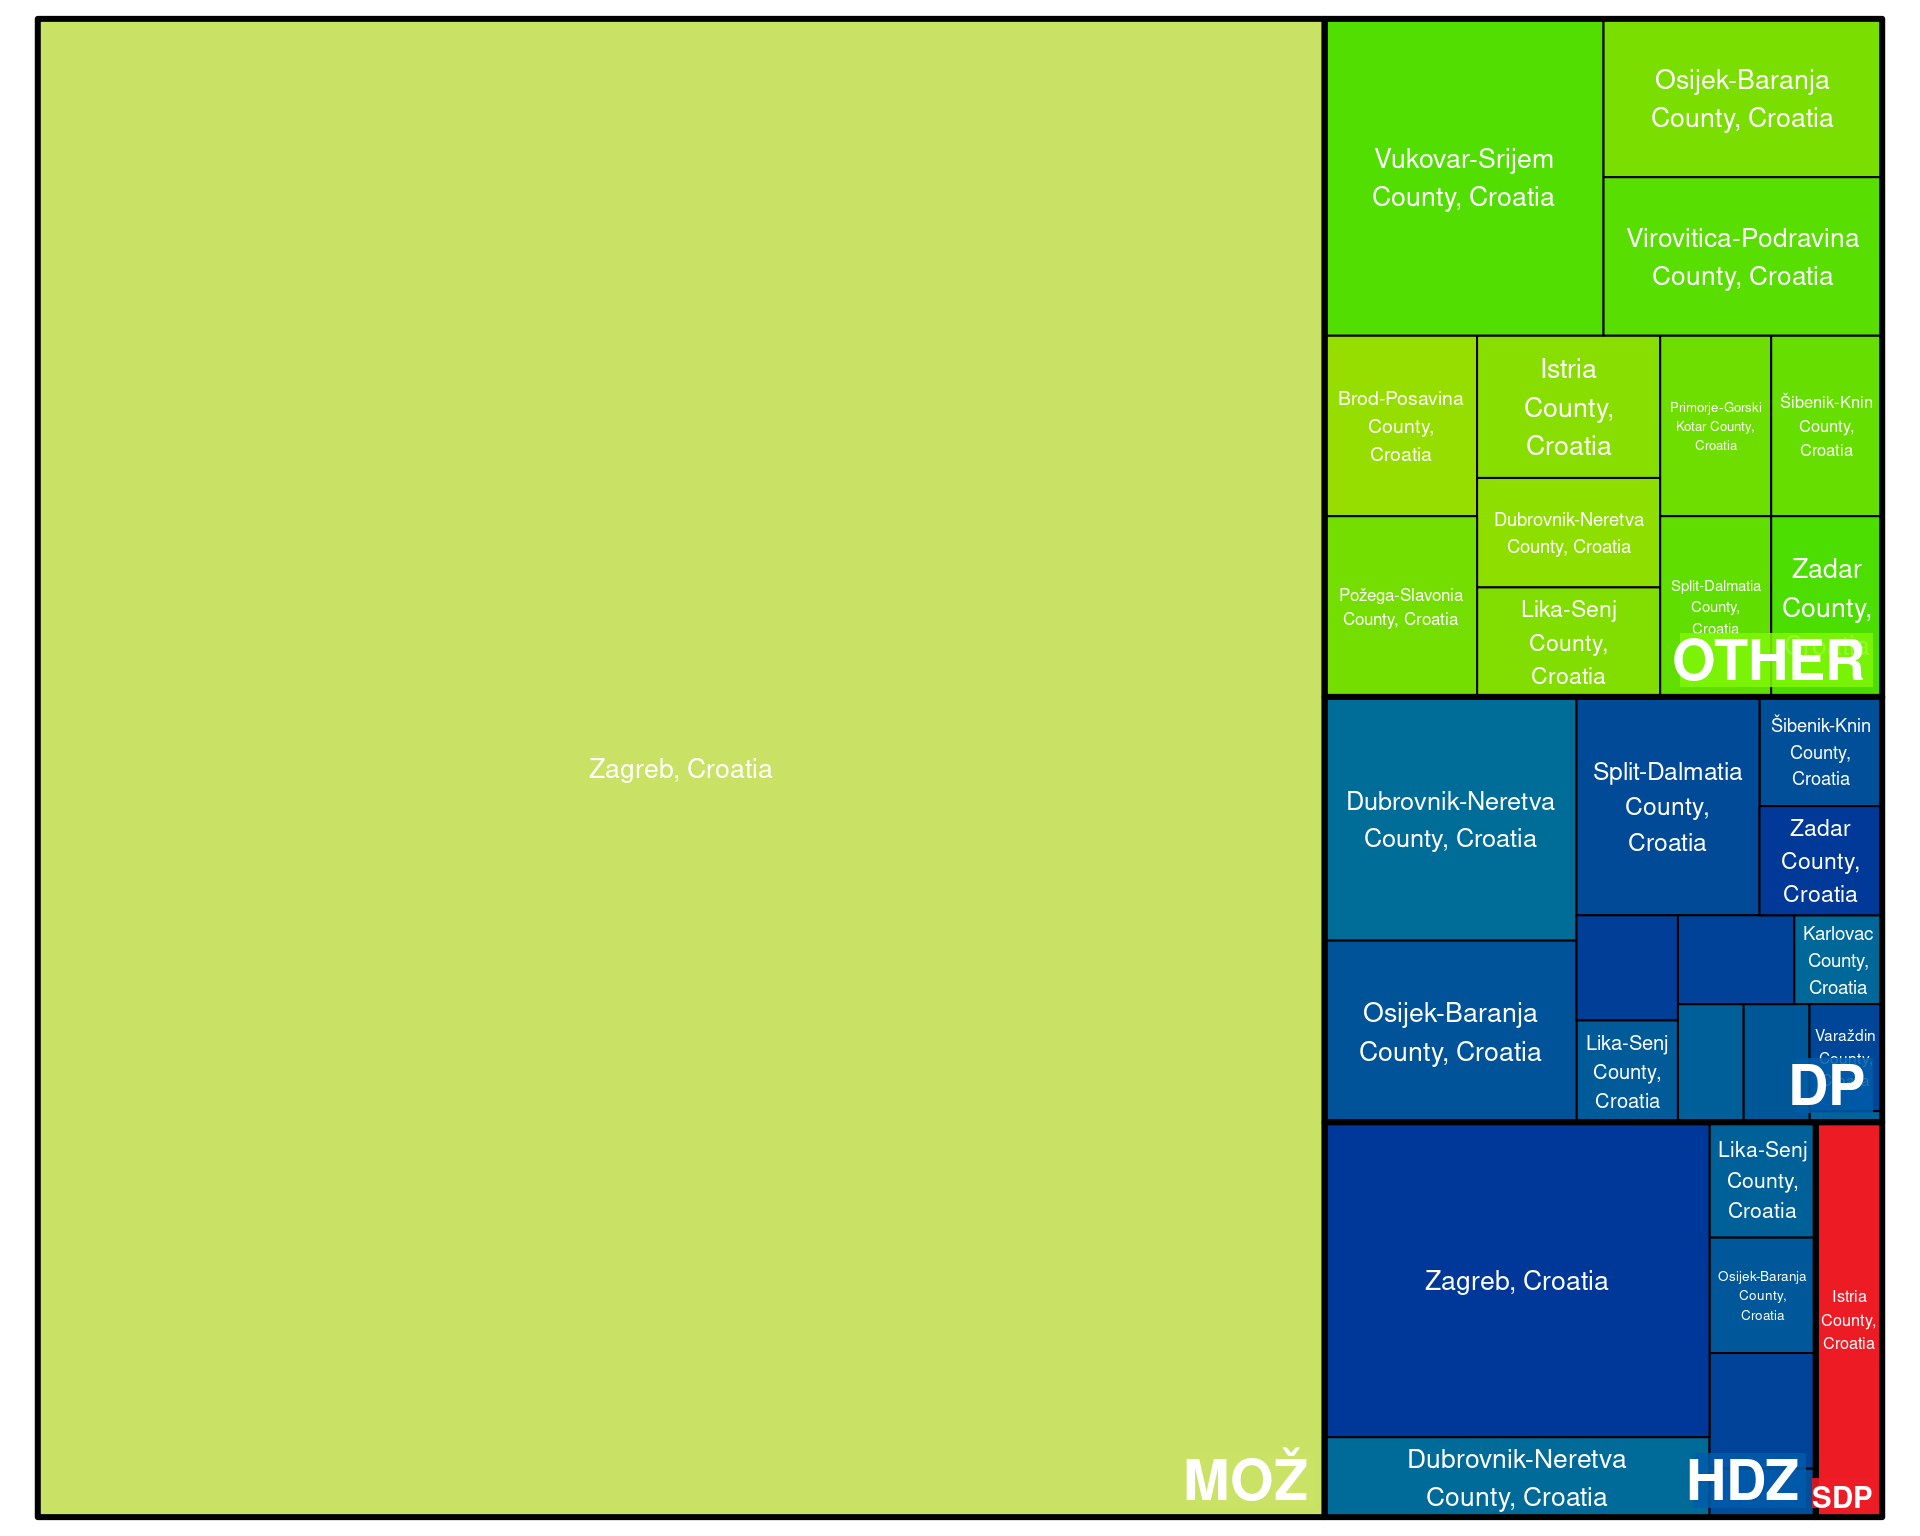 Zagreb, Croatia
MOŽ
Vukovar-Srijem
County, Croatia
Osijek-Baranja
County, Croatia
Virovitica-Podravina
County, Croatia
Brod-Posavina
County,
Croatia
Istria
County,
Croatia
Primorje-Gorski
Kotar County,
Croatia
Šibenik-Knin
County,
Croatia
Dubrovnik-Neretva
County, Croatia
Požega-Slavonia
County, Croatia
Lika-Senj
County,
Croatia
Split-Dalmatia
County,
Croatia
Zadar
County,
Croatia
OTHER
Dubrovnik-Neretva
County, Croatia
Split-Dalmatia
County,
Croatia
Šibenik-Knin
County,
Croatia
Zadar
County,
Croatia
Osijek-Baranja
County, Croatia
Karlovac
County,
Croatia
Lika-Senj
County,
Croatia
Varaždin
County,
DP
Zagreb, Croatia
Lika-Senj
County,
Croatia
Osijek-Baranja
County,
Croatia
Dubrovnik-Neretva
County, Croatia
HDZ
Istria
County,
Croatia
SDP